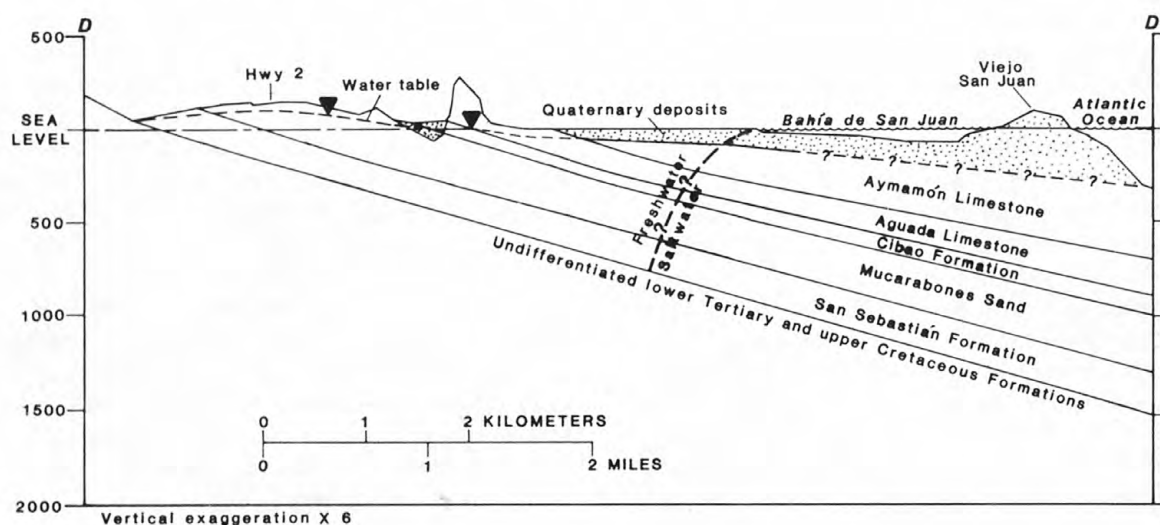 D
D
500
SEA
LEVEL
500
1000
1500
2000
Hwy 2
Water table
Quaternary deposits
Bahía de San Juan
Viejo
San Juan
Atlantic
Ocean
? ? ? ? ?
Freshwater
?
?
Saltwater
Aymamón Limestone
Aguada Limestone
Cibao Formation
Mucarabones Sand
San Sebastián Formation
Undifferentiated lower Tertiary and upper Cretaceous Formations
0 1 2 KILOMETERS
0 1 2 MILES
Vertical exaggeration X 6